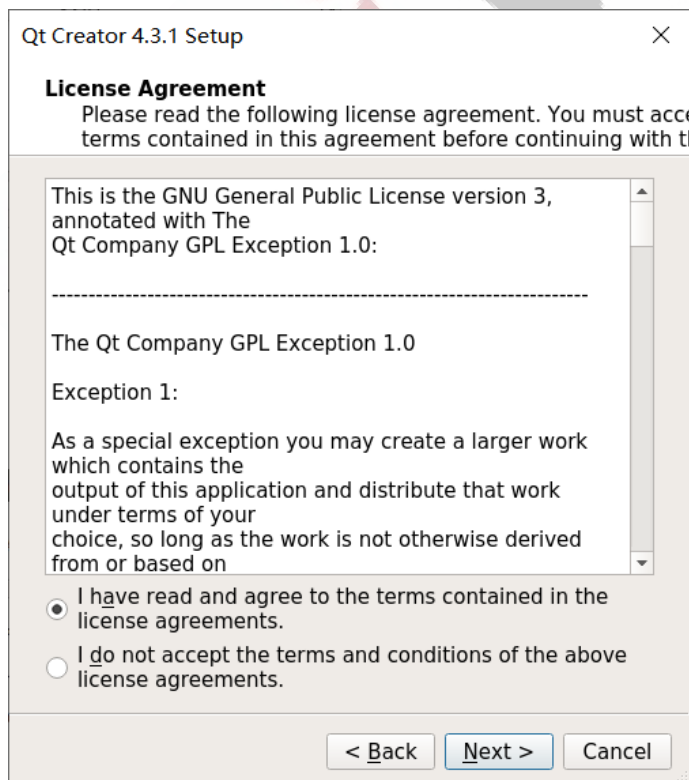 Qt Creator 4.3.1 Setup
License Agreement
Please read the following license agreement. You must
terms contained in this agreement before continuing with
This is the GNU General Public License version 3,
annotated with The
Qt Company GPL Exception 1.0:
--------------------------------------------------------------------------
The Qt Company GPL Exception 1.0
Exception 1:
As a special exception you may create a larger work
which contains the
output of this application and distribute that work
under terms of your
choice, so long as the work is not otherwise derived
from or based on
I have read and agree to the terms contained in the
license agreements.
I do not accept the terms and conditions of the above
license agreements.
< Back
Next >
Cancel